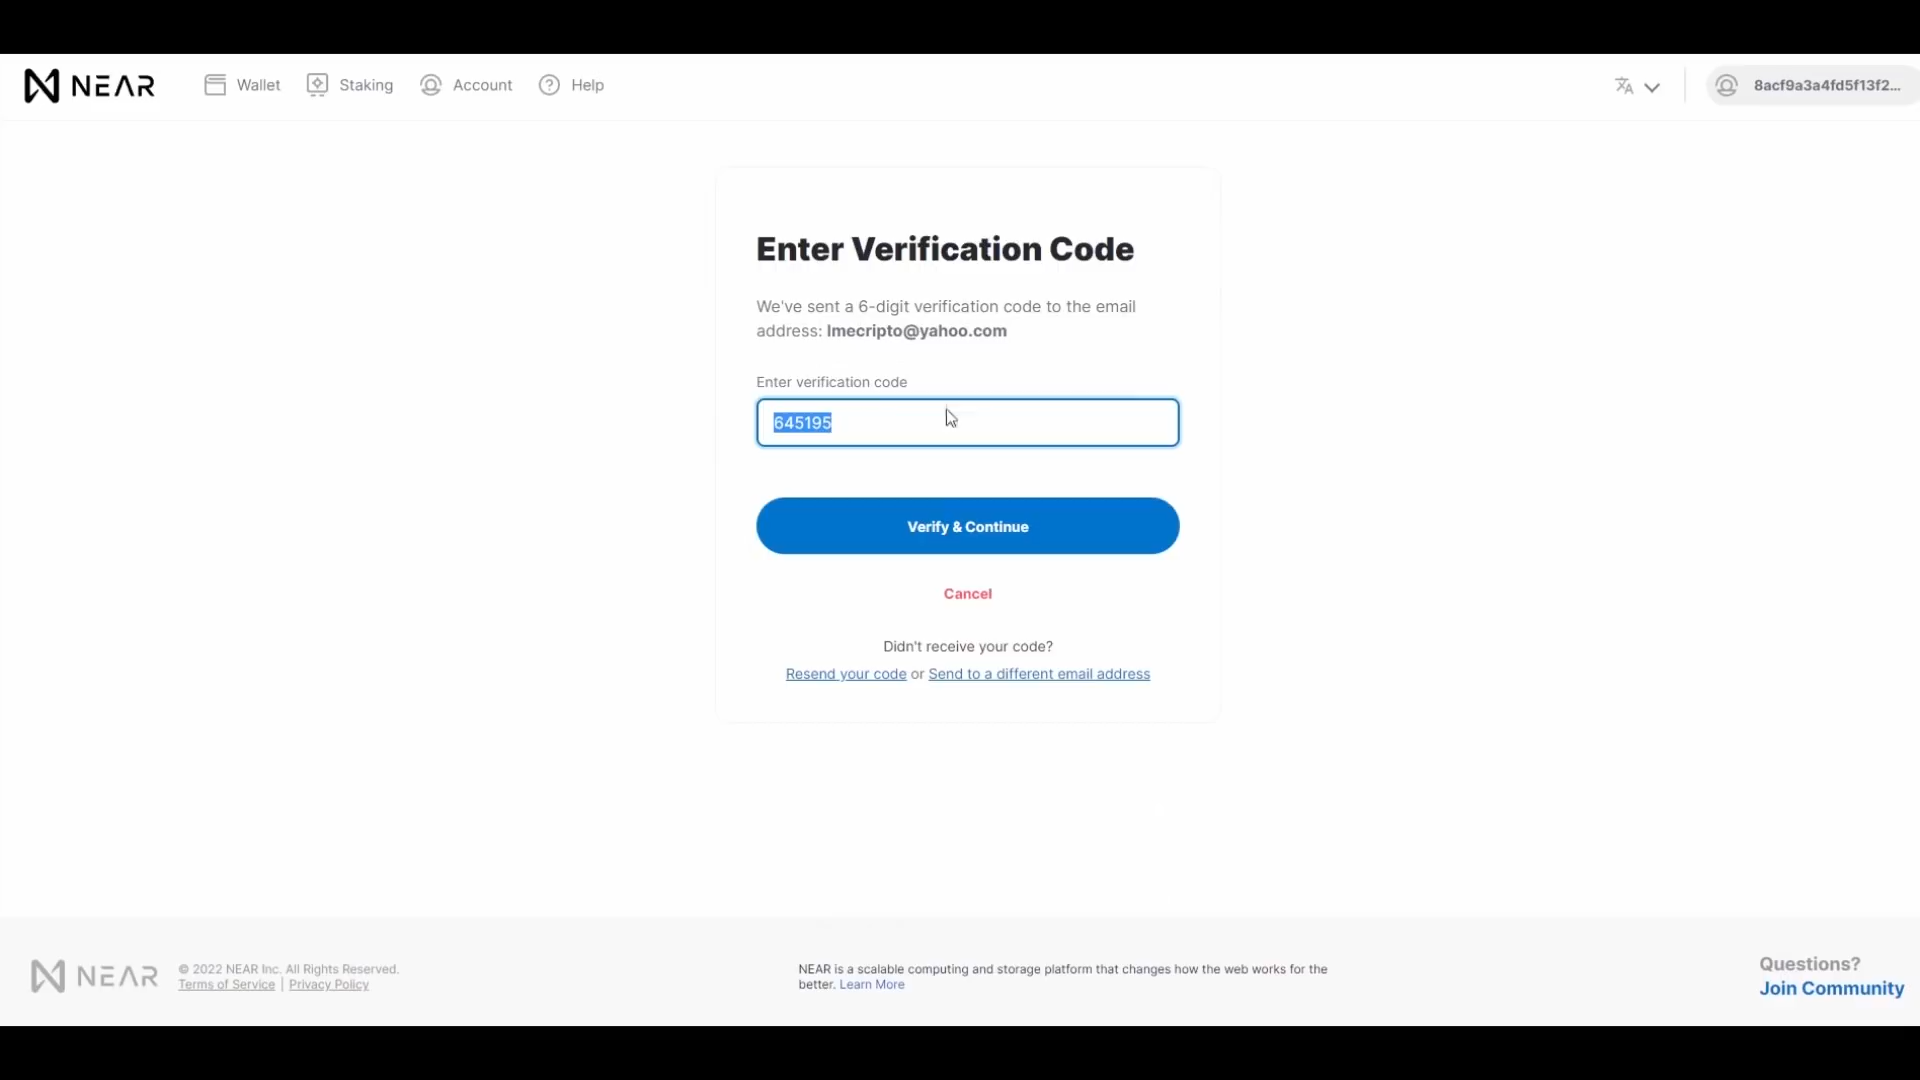 NEAR
Wallet
Staking
Account
Help
8acf9a3a4fd5f13f2...
Enter Verification Code
We've sent a 6-digit verification code to the email
address: lmecripto@yahoo.com
Enter verification code
645195
Verify & Continue
Cancel
Didn't receive your code?
Resend your code or Send to a different email address
NEAR
© 2022 NEAR Inc. All Rights Reserved.
Terms of Service | Privacy Policy
NEAR is a scalable computing and storage platform that changes how the web works for the
better. Learn More
Questions?
Join Community